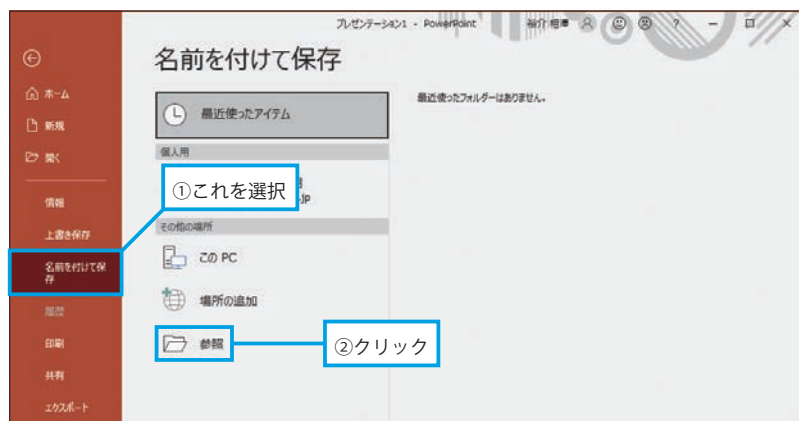 プレゼンテーション1 - PowerPoint
?
名前を付けて保存
ホーム
新規
開く
情報
上書き保存
名前を付けて保
存
履歴
印刷
共有
エクスポート
最近使ったアイテム
個人用
①これを選択
.jp
その他の場所
この PC
場所の追加
参照
②クリック
最近使ったフォルダーはありません。